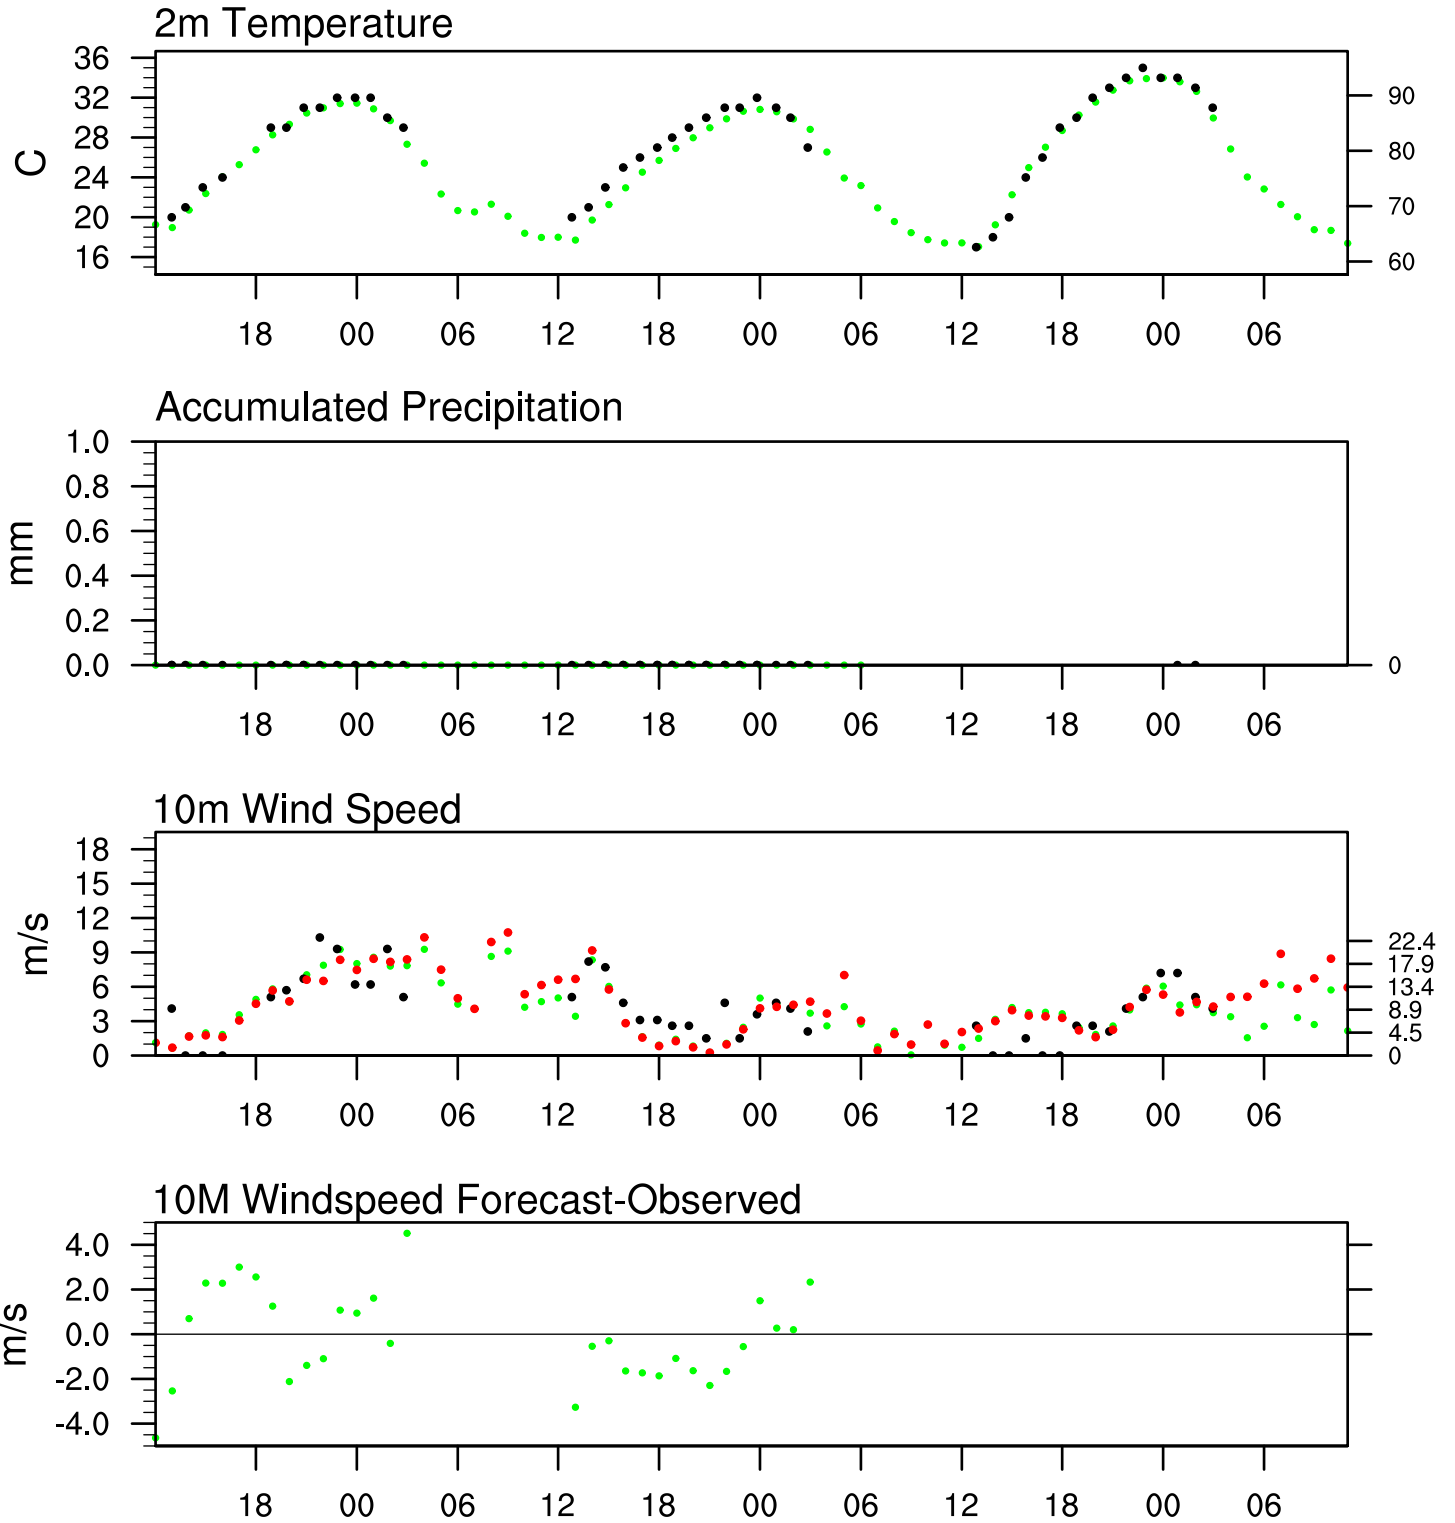 2m Temperature
36
32
28
24
20
16
C
90
80
70
60
18 00 06 12 18 00 06 12 18 00 06
Accumulated Precipitation
1.0
0.8
0.6
0.4
0.2
0.0
mm
0
18 00 06 12 18 00 06 12 18 00 06
10m Wind Speed
18
15
12
9
6
3
0
m/s
22.4
17.9
13.4
8.9
4.5
0
18 00 06 12 18 00 06 12 18 00 06
10M Windspeed Forecast-Observed
4.0
2.0
0.0
-2.0
-4.0
m/s
18 00 06 12 18 00 06 12 18 00 06